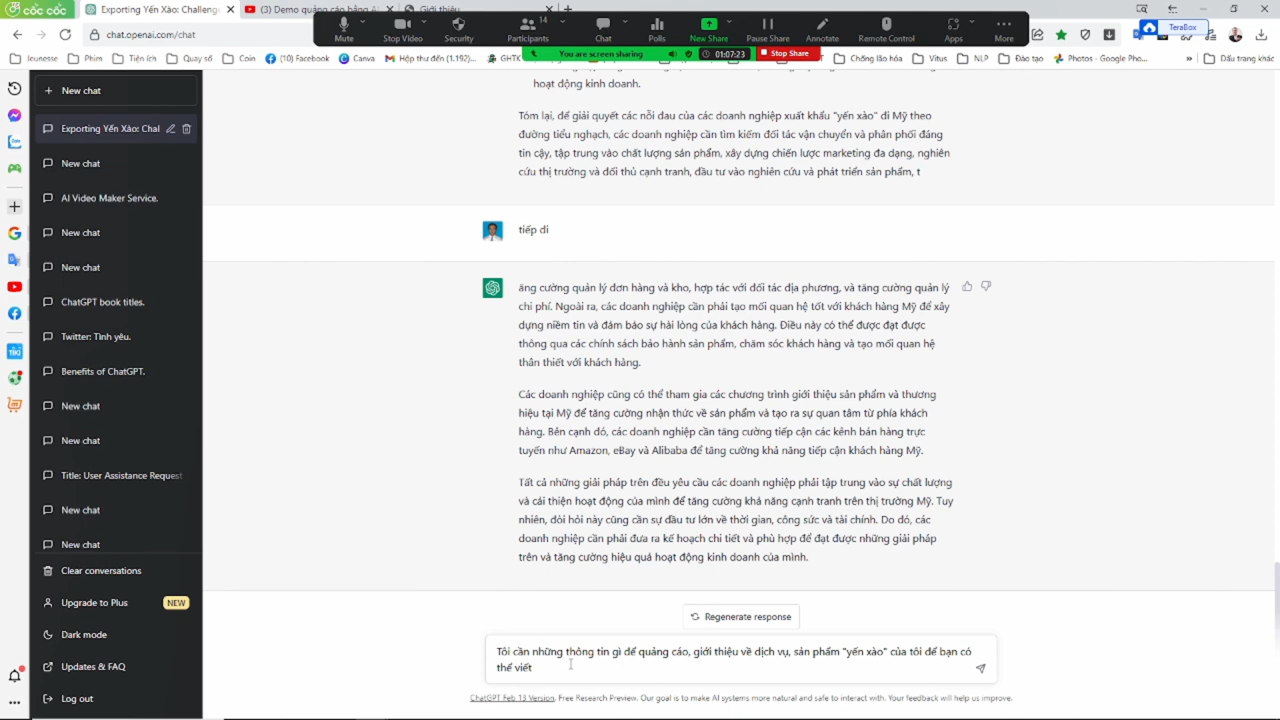 cốc cốc
Exporting Yến Xào: Challeng
(3) Demo quảng cáo bằng AI
Giới thiệu
14
Mute
Stop Video
Security
Participants
Chat
Polls
New Share
Pause Share
Annotate
Remote Control
Apps
More
TeraBox
chat.openai.com/chat
You are screen sharing
01:07:23
Stop Share
Jeunesse
Phim
Tiện ích
Quay số
Coin
(10) Facebook
Canva
Hộp thư đến (1.192)...
GHTK
Chống lão hóa
Vitus
NLP
Đào tạo
Photos - Google Pho...
Dấu trang khác
New chat
Exporting Yến Xào: Chal
New chat
AI Video Maker Service.
New chat
New chat
ChatGPT book titles.
Twitter: Tình yêu.
Benefits of ChatGPT.
New chat
New chat
Title: User Assistance Request
New chat
New chat
Clear conversations
Upgrade to Plus
NEW
Dark mode
Updates & FAQ
Log out
hoạt động kinh doanh.
Tóm lại, để giải quyết các nỗi đau của các doanh nghiệp xuất khẩu "yến xào" đi Mỹ theo
đường tiểu nghạch, các doanh nghiệp cần tìm kiếm đối tác vận chuyển và phân phối đáng
tin cậy, tập trung vào chất lượng sản phẩm, xây dựng chiến lược marketing đa dạng, nghiên
cứu thị trường và đối thủ cạnh tranh, đầu tư vào nghiên cứu và phát triển sản phẩm, t
tiếp đi
ăng cường quản lý đơn hàng và kho, hợp tác với đối tác địa phương, và tăng cường quản lý
chi phí. Ngoài ra, các doanh nghiệp cần phải tạo mối quan hệ tốt với khách hàng Mỹ để xây
dựng niềm tin và đảm bảo sự hài lòng của khách hàng. Điều này có thể được đạt được
thông qua các chính sách bảo hành sản phẩm, chăm sóc khách hàng và tạo mối quan hệ
thân thiết với khách hàng.
Các doanh nghiệp cũng có thể tham gia các chương trình giới thiệu sản phẩm và thương
hiệu tại Mỹ để tăng cường nhận thức về sản phẩm và tạo ra sự quan tâm từ phía khách
hàng. Bên cạnh đó, các doanh nghiệp cần tăng cường tiếp cận các kênh bán hàng trực
tuyến như Amazon, eBay và Alibaba để tăng cường khả năng tiếp cận khách hàng Mỹ.
Tất cả những giải pháp trên đều yêu cầu các doanh nghiệp phải tập trung vào sự chất lượng
và cải thiện hoạt động của mình để tăng cường khả năng cạnh tranh trên thị trường Mỹ. Tuy
nhiên, đòi hỏi này cũng cần sự đầu tư lớn về thời gian, công sức và tài chính. Do đó, các
doanh nghiệp cần phải đưa ra kế hoạch chi tiết và phù hợp để đạt được những giải pháp
trên và tăng cường hiệu quả hoạt động kinh doanh của mình.
Regenerate response
Tôi cần những thông tin gì để quảng cáo, giới thiệu về dịch vụ, sản phẩm "yến xào" của tôi để bạn có
thể viết
ChatGPT Feb 13 Version. Free Research Preview. Our goal is to make AI systems more natural and safe to interact with. Your feedback will help us improve.